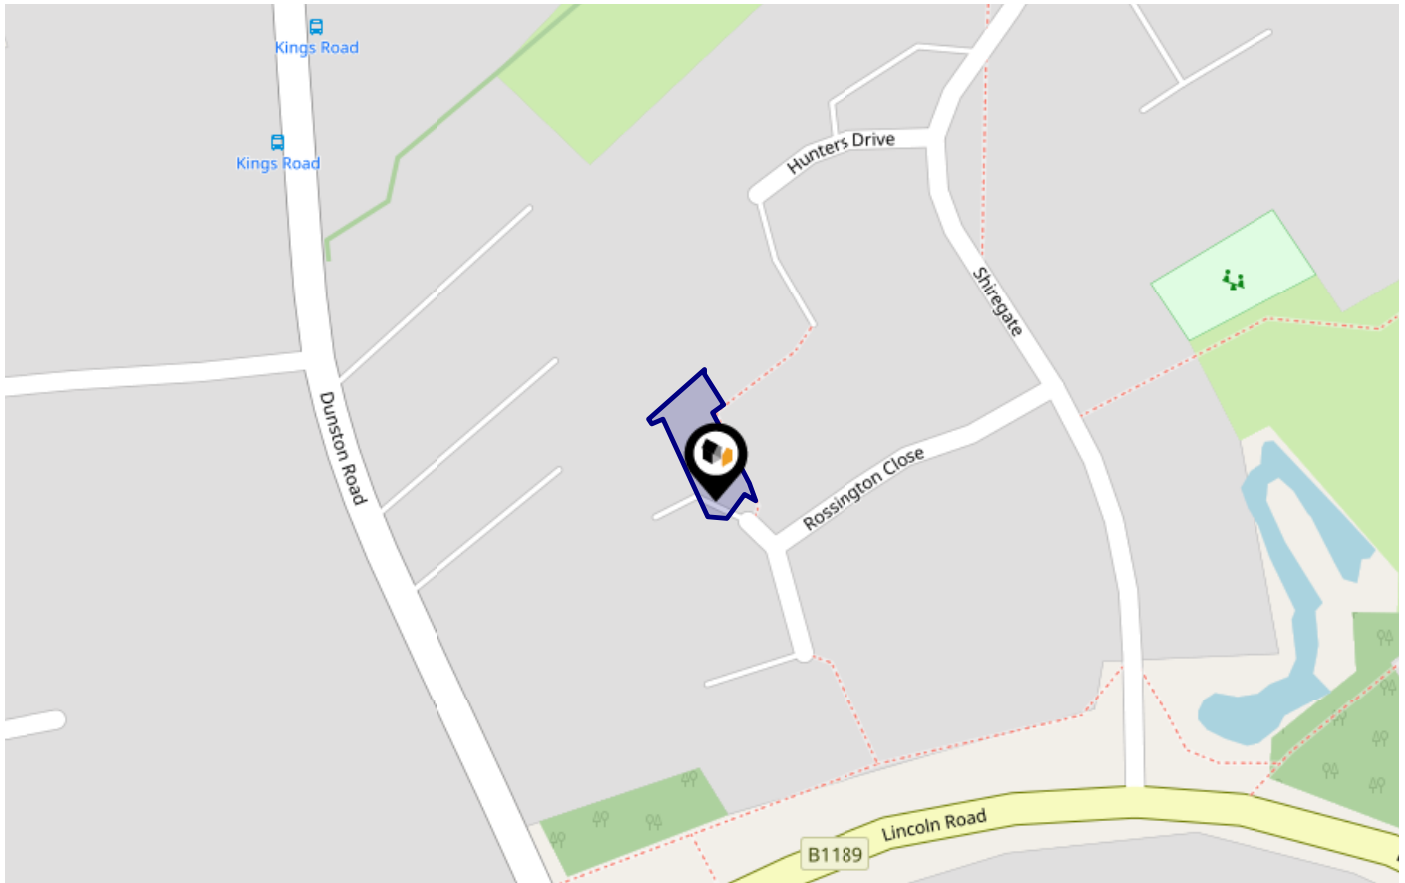 Kings Road
Kings Road
Hunters Drive
Shiregate
Dunston Road
Rossington Close
Lincoln Road
B1189